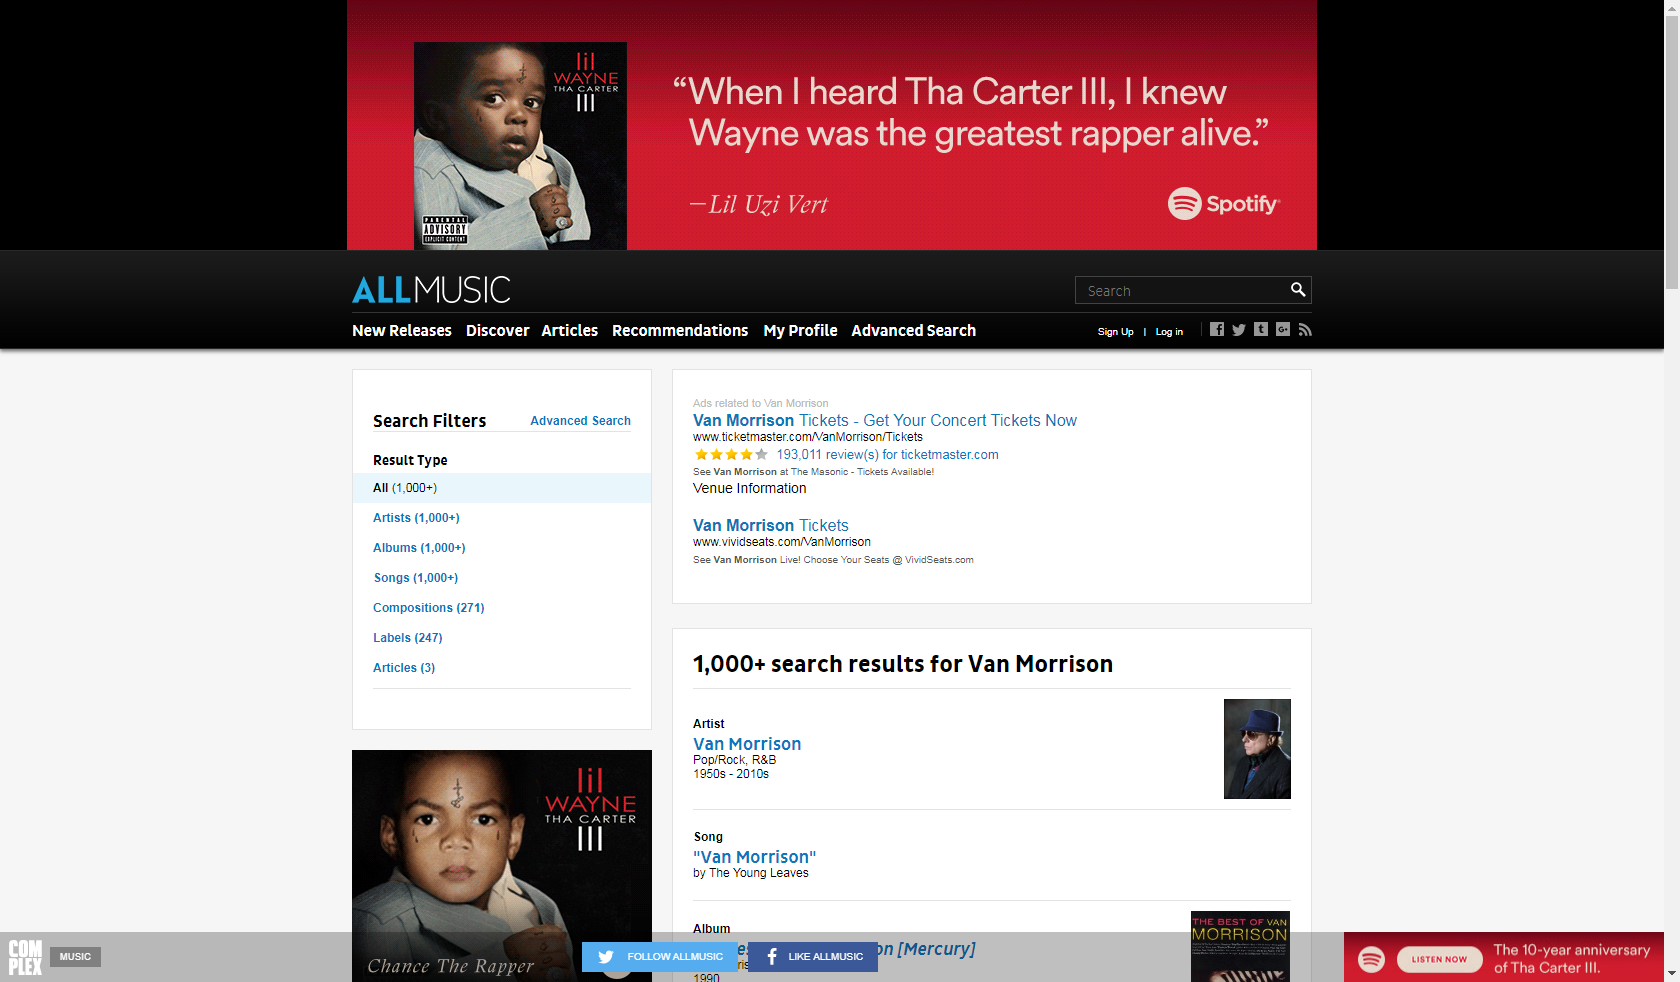 lil
WAYNE
THA CARTER
III
PARENTAL
ADVISORY
EXPLICIT CONTENT
“When I heard Tha Carter III, I knew
Wayne was the greatest rapper alive.”
—Lil Uzi Vert
Spotify
ALLMUSIC
Search
New Releases Discover Articles Recommendations My Profile Advanced Search
Sign Up | Log in
Search Filters Advanced Search
Result Type
All (1,000+)
Artists (1,000+)
Albums (1,000+)
Songs (1,000+)
Compositions (271)
Labels (247)
Articles (3)
Ads related to Van Morrison
Van Morrison Tickets - Get Your Concert Tickets Now
www.ticketmaster.com/VanMorrison/Tickets
193,011 review(s) for ticketmaster.com
See Van Morrison at The Masonic - Tickets Available!
Venue Information
Van Morrison Tickets
www.vividseats.com/VanMorrison
See Van Morrison Live! Choose Your Seats @ VividSeats.com
1,000+ search results for Van Morrison
Artist
Van Morrison
Pop/Rock, R&B
1950s - 2010s
Song
"Van Morrison"
by The Young Leaves
Album
[Mercury]
1990
THE BEST OF VAN
MORRISON
lil
WAYNE
THA CARTER
III
Chance The Rapper
COM
PLEX
MUSIC
FOLLOW ALLMUSIC
LIKE ALLMUSIC
LISTEN NOW
The 10-year anniversary
of Tha Carter III.